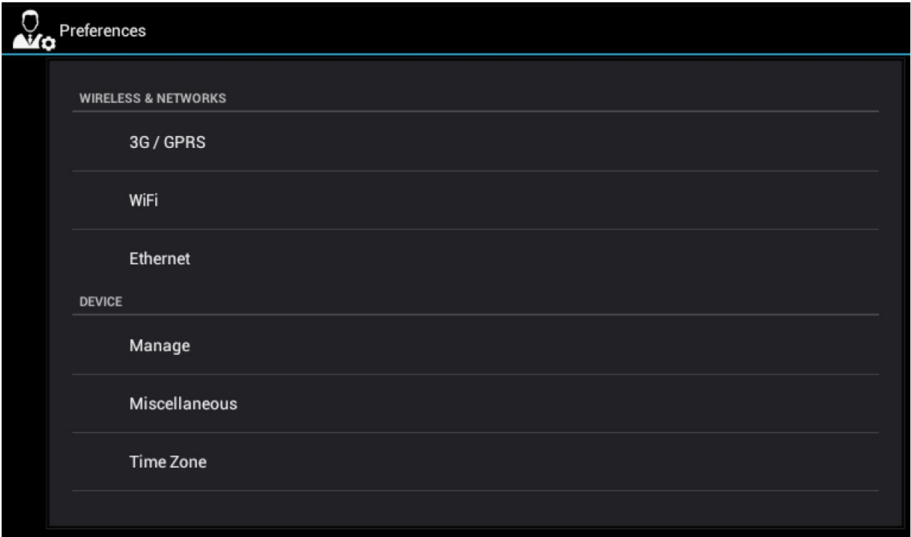 Preferences
WIRELESS & NETWORKS
3G / GPRS
WiFi
Ethernet
DEVICE
Manage
Miscellaneous
Time Zone